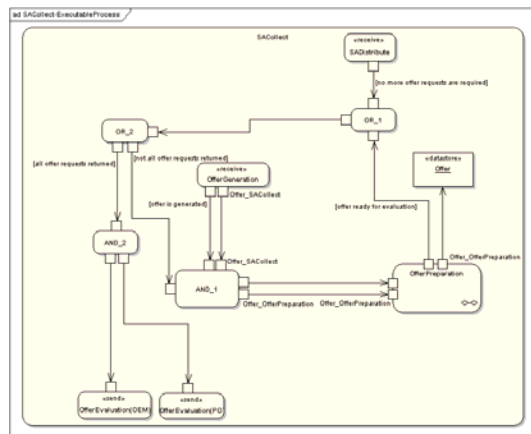 ad SACollect-ExecutableProcess
SACollect
«receive»
SADistribute
[no more offer requests are required]
OR_2
OR_1
[all offer requests returned]
[not all offer requests returned]
«receive»
OfferGeneration
Offer_SACollect
[offer is generated]
[offer ready for evaluation]
«datastore»
Offer
AND_2
Offer_SACollect
Offer_OfferPreparation
OfferPreparation
AND_1
Offer_OfferPreparation
Offer_OfferPreparation
«send»
OfferEvaluation(OEM)
«send»
OfferEvaluation(PO